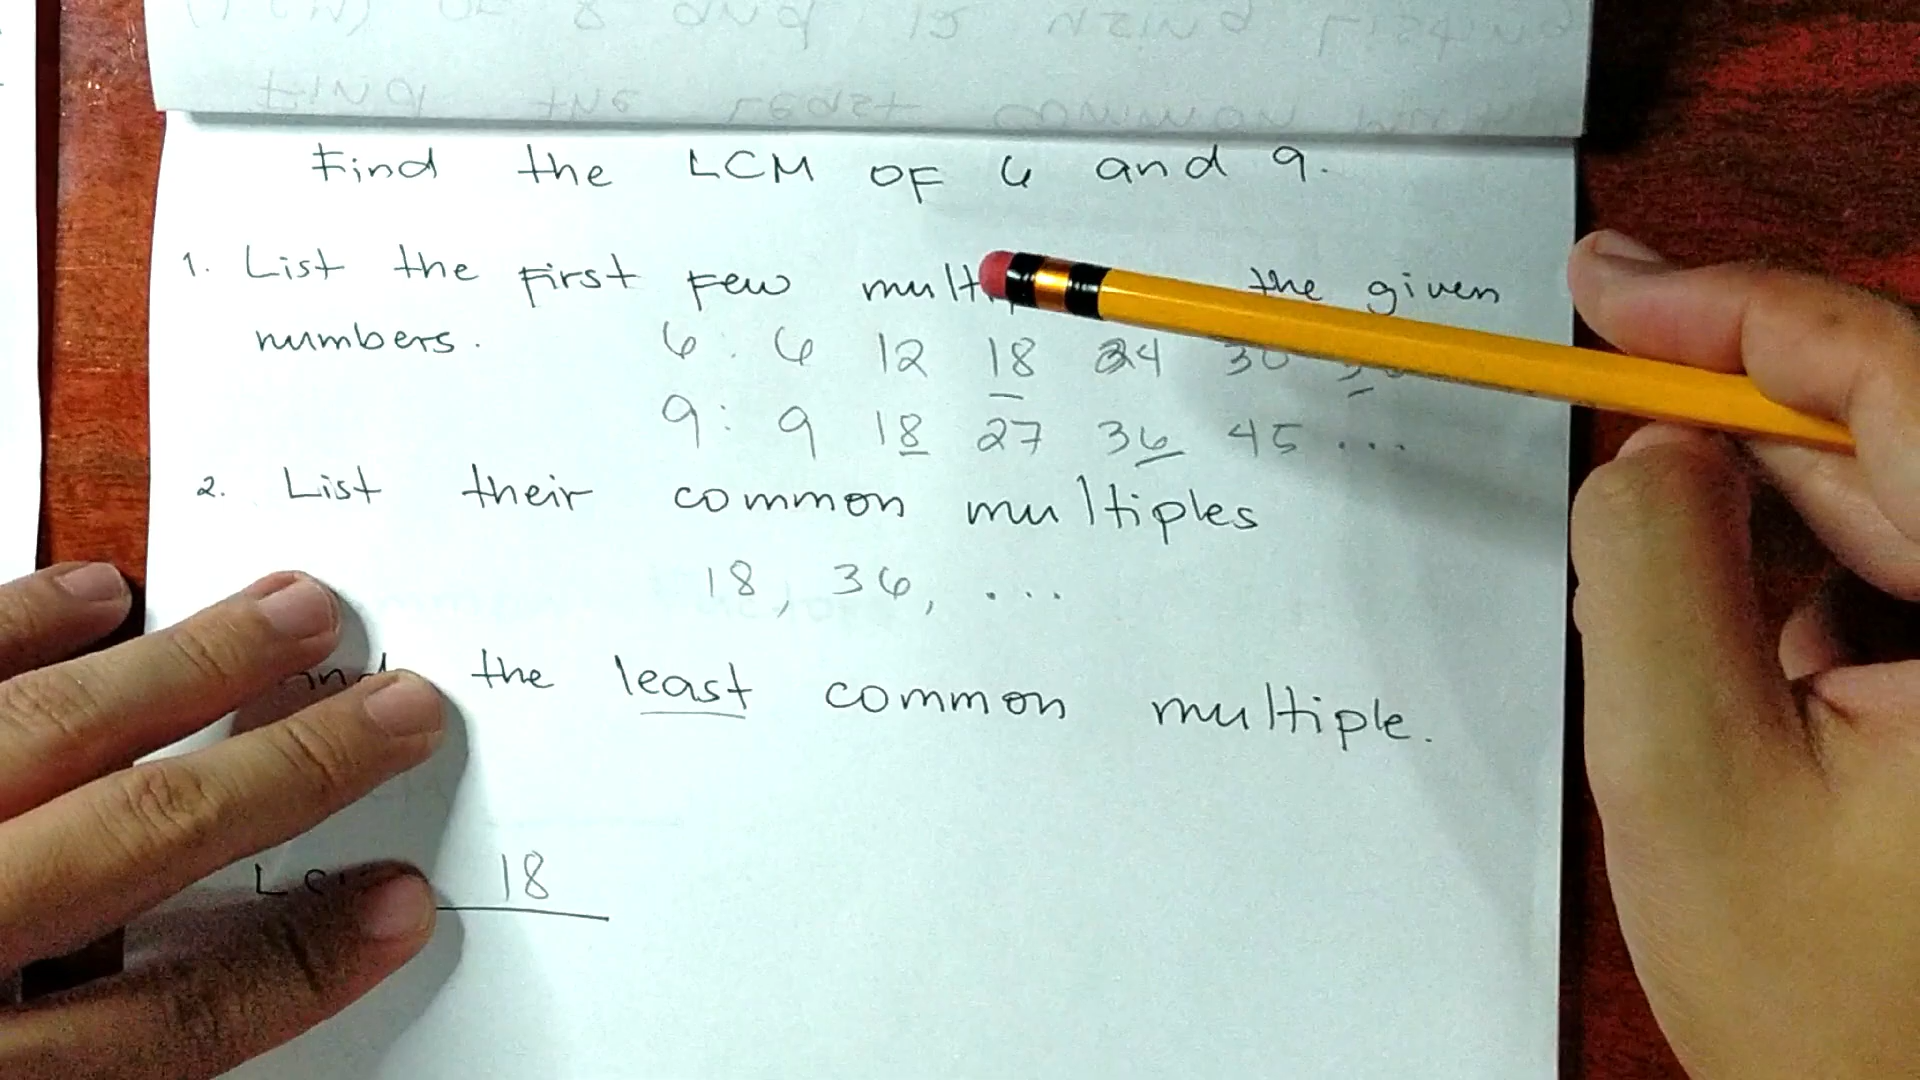 Find the LCM OF 6 and 9.
1. List the first few the given
numbers.
6: 6 12 18 24 30
9: 9 18 27 36 45 ...
2. List their common multiples
18, 36, ...
the least common multiple.
18